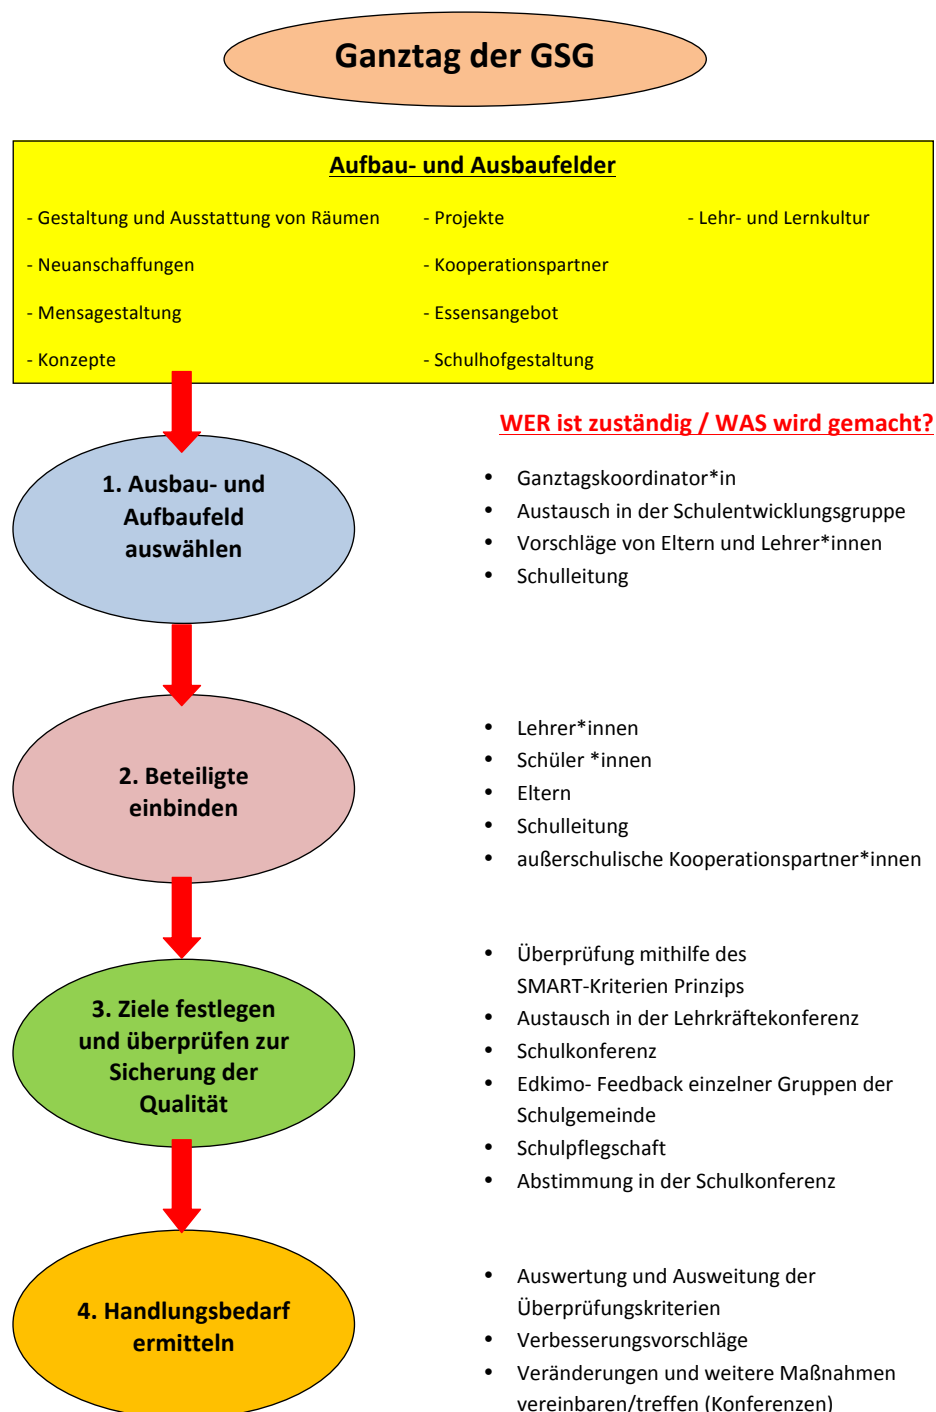 Ganztag der GSG
Aufbau- und Ausbaufelder
- Gestaltung und Ausstattung von Räumen - Projekte - Lehr- und Lernkultur
- Neuanschaffungen - Kooperationspartner
- Mensagestaltung - Essensangebot
- Konzepte - Schulhofgestaltung
WER ist zuständig / WAS wird gemacht?
1. Ausbau- und
Aufbaufeld
auswählen
• Ganztagskoordinator*in
• Austausch in der Schulentwicklungsgruppe
• Vorschläge von Eltern und Lehrer*innen
• Schulleitung
2. Beteiligte
einbinden
• Lehrer*innen
• Schüler *innen
• Eltern
• Schulleitung
• außerschulische Kooperationspartner*innen
3. Ziele festlegen
und überprüfen zur
Sicherung der
Qualität
• Überprüfung mithilfe des
SMART-Kriterien Prinzips
• Austausch in der Lehrkräftekonferenz
• Schulkonferenz
• Edkimo- Feedback einzelner Gruppen der
Schulgemeinde
• Schulpflegschaft
• Abstimmung in der Schulkonferenz
4. Handlungsbedarf
ermitteln
• Auswertung und Ausweitung der
Überprüfungskriterien
• Verbesserungsvorschläge
• Veränderungen und weitere Maßnahmen
vereinbaren/treffen (Konferenzen)